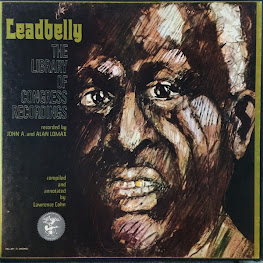 Leadbelly
THE
LIBRARY
OF
CONGRESS
RECORDINGS
recorded by
JOHN A. and ALAN LOMAX
compiled
and
annotated
by
Lawrence Cohn